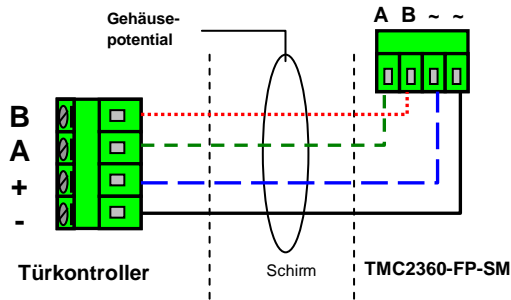 Gehäuse-
potential
A B ~ ~
B
A
+
-
Türkontroller
Schirm
TMC2360-FP-SM